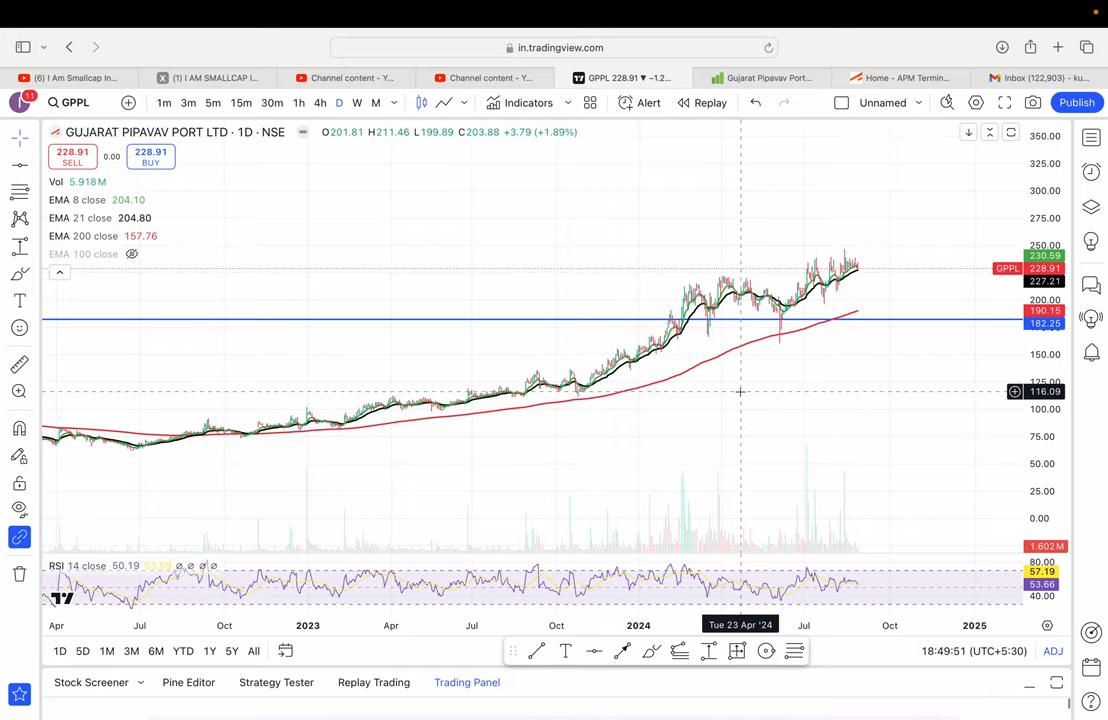 in.tradingview.com
(6) I Am Smallcap In...
(1) I AM SMALLCAP I...
Channel content - Y...
Channel content - Y...
GPPL 228.91 ▼ −1.2...
Gujarat Pipavav Port...
Home - APM Termin...
Inbox (122,903) - ku...
11
GPPL
1m 3m 5m 15m 30m 1h 4h D W M
Indicators
Alert
Replay
Unnamed
Publish
GUJARAT PIPAVAV PORT LTD · 1D · NSE
O201.81 H211.46 L199.89 C203.88 +3.79 (+1.89%)
228.91
SELL
0.00
228.91
BUY
Vol 5.918M
EMA 8 close 204.10
EMA 21 close 204.80
EMA 200 close 157.76
EMA 100 close
350.00
325.00
300.00
275.00
250.00
230.59
GPPL 228.91
227.21
200.00
190.15
182.25
150.00
125.00
116.09
100.00
75.00
50.00
25.00
0.00
1.602M
RSI 14 close 50.19 53.59 ∅ ∅ ∅ ∅
80.00
57.19
53.66
40.00
Apr Jul Oct 2023 Apr Jul Oct 2024 Tue 23 Apr '24 Jul Oct 2025
1D 5D 1M 3M 6M YTD 1Y 5Y All
18:49:51 (UTC+5:30)
ADJ
Stock Screener
Pine Editor
Strategy Tester
Replay Trading
Trading Panel